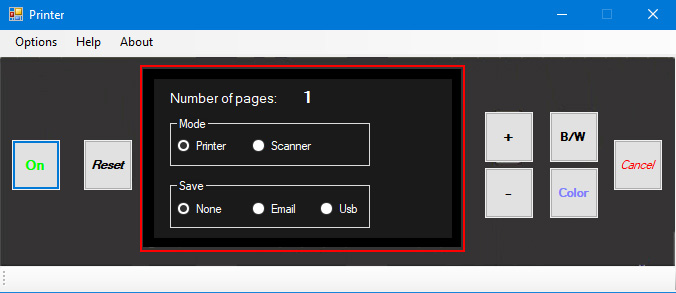 Printer
Options Help About
Number of pages: 1
Mode
Printer Scanner
Save
None Email Usb
On
Reset
+
B/W
-
Color
Cancel